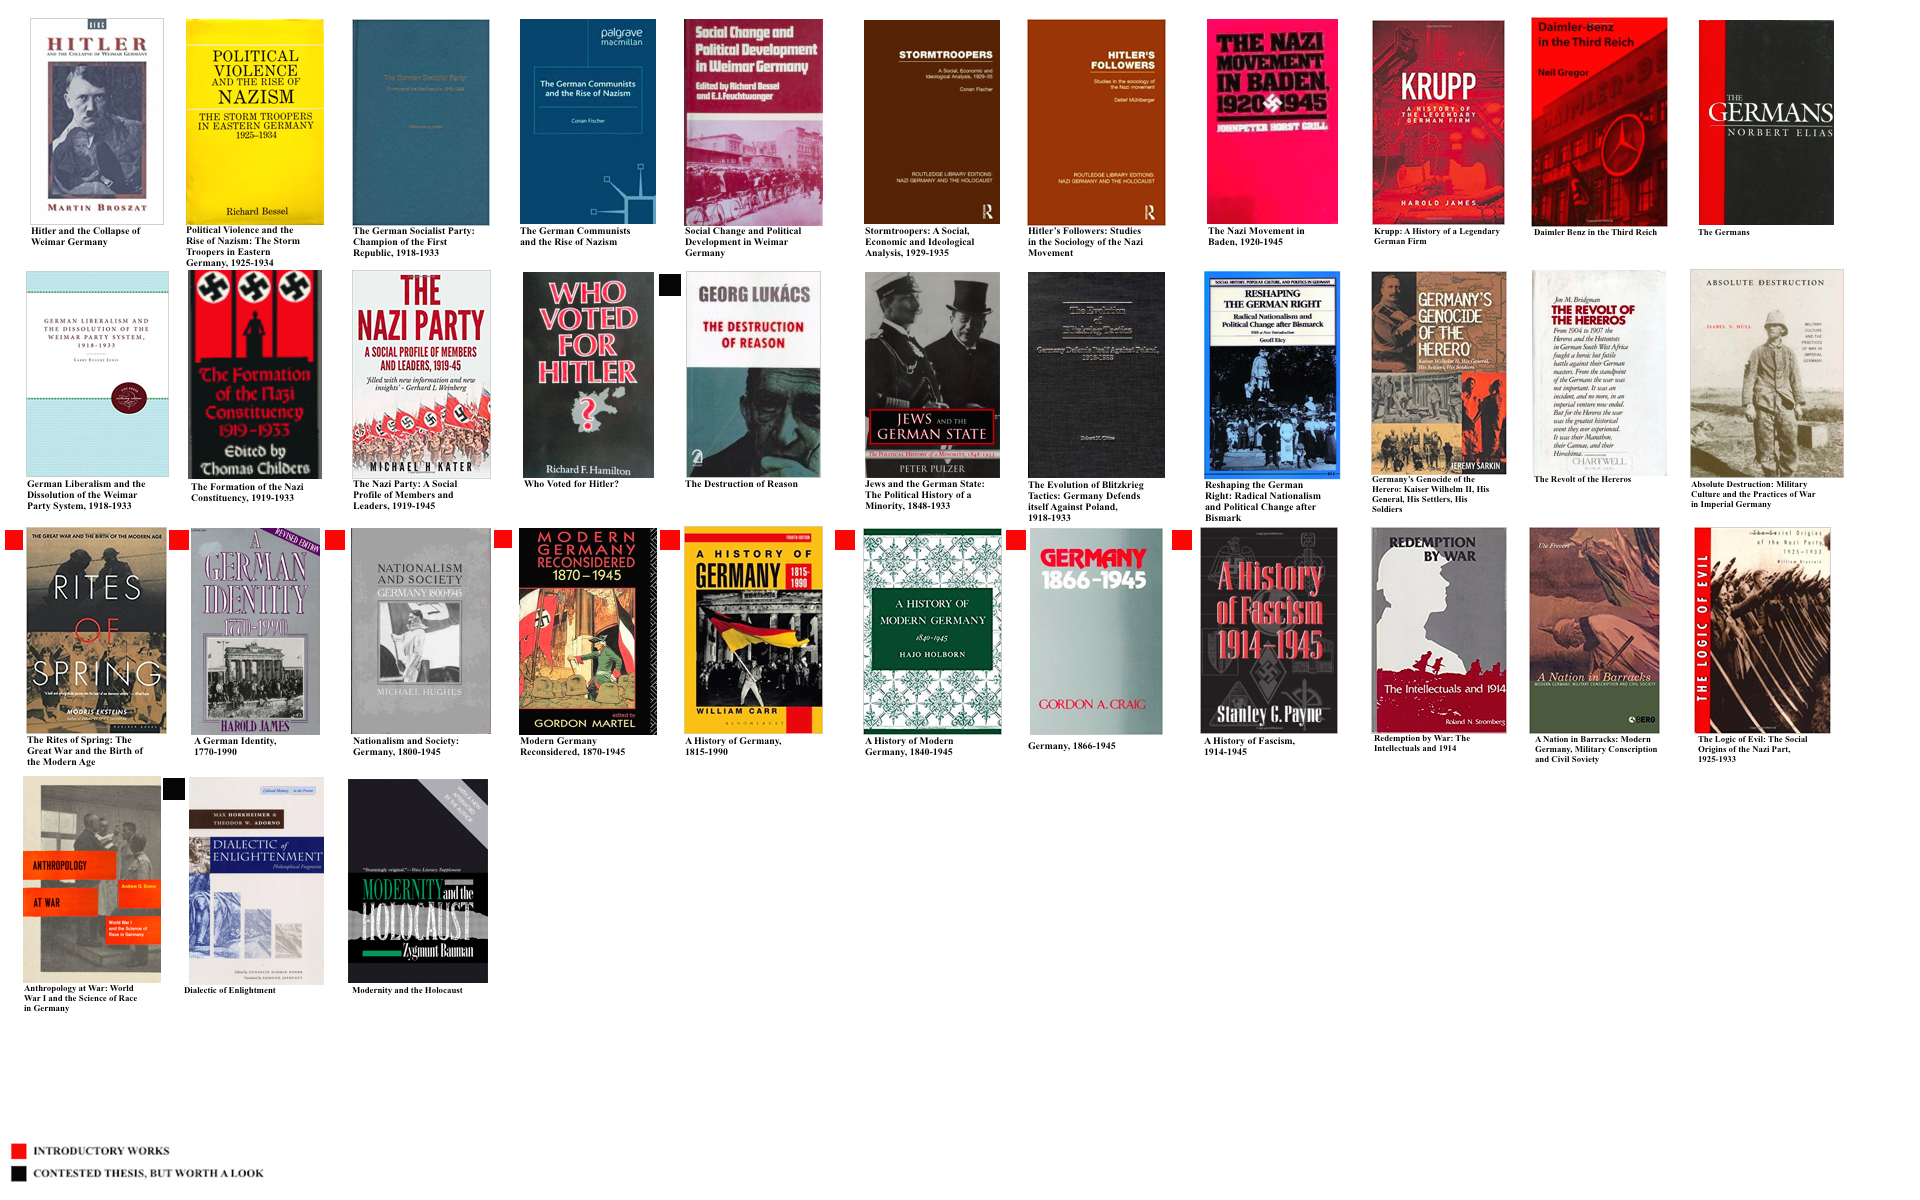 BERG
HITLER
AND THE COLLAPSE OF WEIMAR GERMANY
MARTIN BROSZAT
Hitler and the Collapse of
Weimar Germany
POLITICAL
VIOLENCE
AND THE RISE OF
NAZISM
THE STORM TROOPERS
IN EASTERN GERMANY
1925–1934
Richard Bessel
Political Violence and the
Rise of Nazism: The Storm
Troopers in Eastern
Germany, 1925-1934
The German Socialist Party:
Champion of the First Republic, 1918-1933
The German Socialist Party:
Champion of the First
Republic, 1918-1933
palgrave
macmillan
The German Communists
and the Rise of Nazism
Conan Fischer
The German Communists
and the Rise of Nazism
Social Change and
Political Development
in Weimar Germany
Edited by Richard Bessel
and E.J. Feuchtwanger
Social Change and Political
Development in Weimar
Germany
STORMTROOPERS
A Social, Economic and
Ideological Analysis, 1929-35
Conan Fischer
ROUTLEDGE LIBRARY EDITIONS:
NAZI GERMANY AND THE HOLOCAUST
R
Stormtroopers: A Social,
Economic and Ideological
Analysis, 1929-1935
HITLER'S
FOLLOWERS
Studies in the sociology of
the Nazi movement
Detlef Mühlberger
ROUTLEDGE LIBRARY EDITIONS:
NAZI GERMANY AND THE HOLOCAUST
R
Hitler's Followers: Studies
in the Sociology of the Nazi
Movement
THE NAZI
MOVEMENT
IN BADEN,
1920 1945
JOHNPETER HORST GRILL
The Nazi Movement in
Baden, 1920-1945
KRUPP
A HISTORY OF
THE LEGENDARY
GERMAN FIRM
HAROLD JAMES
Krupp: A History of a Legendary
German Firm
Daimler-Benz
in the Third Reich
Neil Gregor
Daimler Benz in the Third Reich
THE
GERMANS
NORBERT ELIAS
The Germans
GERMAN LIBERALISM AND
THE DISSOLUTION OF THE
WEIMAR PARTY SYSTEM,
1918-1933
LARRY EUGENE JONES
German Liberalism and the
Dissolution of the Weimar
Party System, 1918-1933
The Formation
of the Nazi
Constituency
1919-1933
Edited by
Thomas Childers
The Formation of the Nazi
Constituency, 1919-1933
THE
NAZI PARTY
A SOCIAL PROFILE OF MEMBERS
AND LEADERS, 1919-45
'filled with new information and new
insights' - Gerhard L Weinberg
MICHAEL H KATER
The Nazi Party: A Social
Profile of Members and
Leaders, 1919-1945
WHO
VOTED
FOR
HITLER
?
Richard F. Hamilton
Who Voted for Hitler?
GEORG LUKÁCS
THE DESTRUCTION
OF REASON
The Destruction of Reason
JEWS AND THE
GERMAN STATE
THE POLITICAL HISTORY OF A MINORITY, 1848-1933
PETER PULZER
Jews and the German State:
The Political History of a
Minority, 1848-1933
The Evolution
of
Blitzkrieg Tactics
Germany Defends Itself Against Poland,
1918-1933
Robert M. Citino
The Evolution of Blitzkrieg
Tactics: Germany Defends
itself Against Poland,
1918-1933
SOCIAL HISTORY, POPULAR CULTURE, AND POLITICS IN GERMANY
RESHAPING
THE GERMAN RIGHT
Radical Nationalism and
Political Change after Bismarck
With a New Introduction
Geoff Eley
Reshaping the German
Right: Radical Nationalism
and Political Change after
Bismark
GERMANY'S
GENOCIDE
OF THE
HERERO
Kaiser Wilhelm II, His General,
His Settlers, His Soldiers
JEREMY SARKIN
Germany's Genocide of the
Herero: Kaiser Wilhelm II, His
General, His Settlers, His
Soldiers
Jon M. Bridgman
THE REVOLT OF
THE HEREROS
From 1904 to 1907 the
Hereros and the Hottentots
in German South West Africa
fought a heroic but futile
battle against their German
masters. From the standpoint
of the Germans the war was
not important. It was an
incident, and no more, in an
imperial venture now ended.
But for the Hereros the war
was the greatest historical
event they ever experienced.
It was their Marathon,
their Cannae, and their
Hiroshima.
CHARTWELL
The Revolt of the Hereros
ABSOLUTE DESTRUCTION
ISABEL V. HULL
MILITARY
CULTURE
AND THE
PRACTICES
OF WAR IN
IMPERIAL
GERMANY
Absolute Destruction: Military
Culture and the Practices of War
in Imperial Germany
THE GREAT WAR AND THE BIRTH OF THE MODERN AGE
RITES
OF
SPRING
MODRIS EKSTEINS
The Rites of Spring: The
Great War and the Birth of
the Modern Age
REVISED EDITION
A
GERMAN
IDENTITY
1770-1990
HAROLD JAMES
A German Identity,
1770-1990
NATIONALISM
AND SOCIETY
GERMANY 1800-1945
MICHAEL HUGHES
Nationalism and Society:
Germany, 1800-1945
MODERN
GERMANY
RECONSIDERED
1870–1945
edited by
GORDON MARTEL
Modern Germany
Reconsidered, 1870-1945
FOURTH EDITION
A HISTORY OF
GERMANY
1815-
1990
WILLIAM CARR
BLOOMSBURY
A History of Germany,
1815-1990
A HISTORY OF
MODERN GERMANY
1840-1945
HAJO HOLBORN
A History of Modern
Germany, 1840-1945
GERMANY
1866-1945
GORDON A. CRAIG
Germany, 1866-1945
A History
of Fascism
1914–1945
Stanley G. Payne
A History of Fascism,
1914-1945
REDEMPTION
BY WAR
The Intellectuals and 1914
Roland N. Stromberg
Redemption by War: The
Intellectuals and 1914
Ute Frevert
A Nation in Barracks
MODERN GERMANY, MILITARY CONSCRIPTION AND CIVIL SOCIETY
BERG
A Nation in Barracks: Modern
Germany, Military Conscription
and Civil Soviety
THE LOGIC OF EVIL
The Social Origins
of the Nazi Party
1925-1933
William Brustein
The Logic of Evil: The Social
Origins of the Nazi Part,
1925-1933
ANTHROPOLOGY
AT WAR
Andrew D. Evans
World War I
and the Science of
Race in Germany
Anthropology at War: World
War I and the Science of Race
in Germany
Cultural Memory in the Present
MAX HORKHEIMER &
THEODOR W. ADORNO
DIALECTIC of
ENLIGHTENMENT
Philosophical Fragments
Edited by GUNZELIN SCHMID NOERR
Translated by EDMUND JEPHCOTT
Dialectic of Enlightment
WITH A NEW
AFTERWORD
BY THE AUTHOR
"Stunningly original."—Voice Literary Supplement
MODERNITY and the
HOLOCAUST
Zygmunt Bauman
Modernity and the Holocaust
INTRODUCTORY WORKS
CONTESTED THESIS, BUT WORTH A LOOK